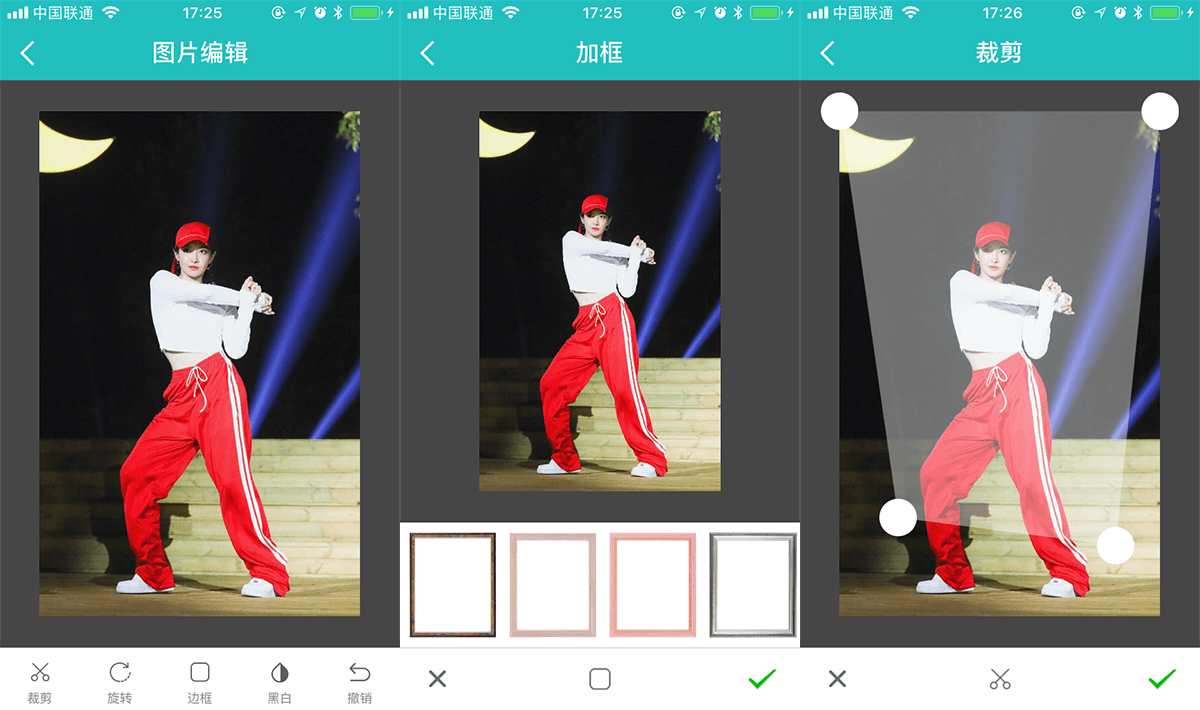 中国联通 17:25
图片编辑
裁剪 旋转 边框 黑白 撤销
中国联通 17:25
加框
中国联通 17:26
裁剪